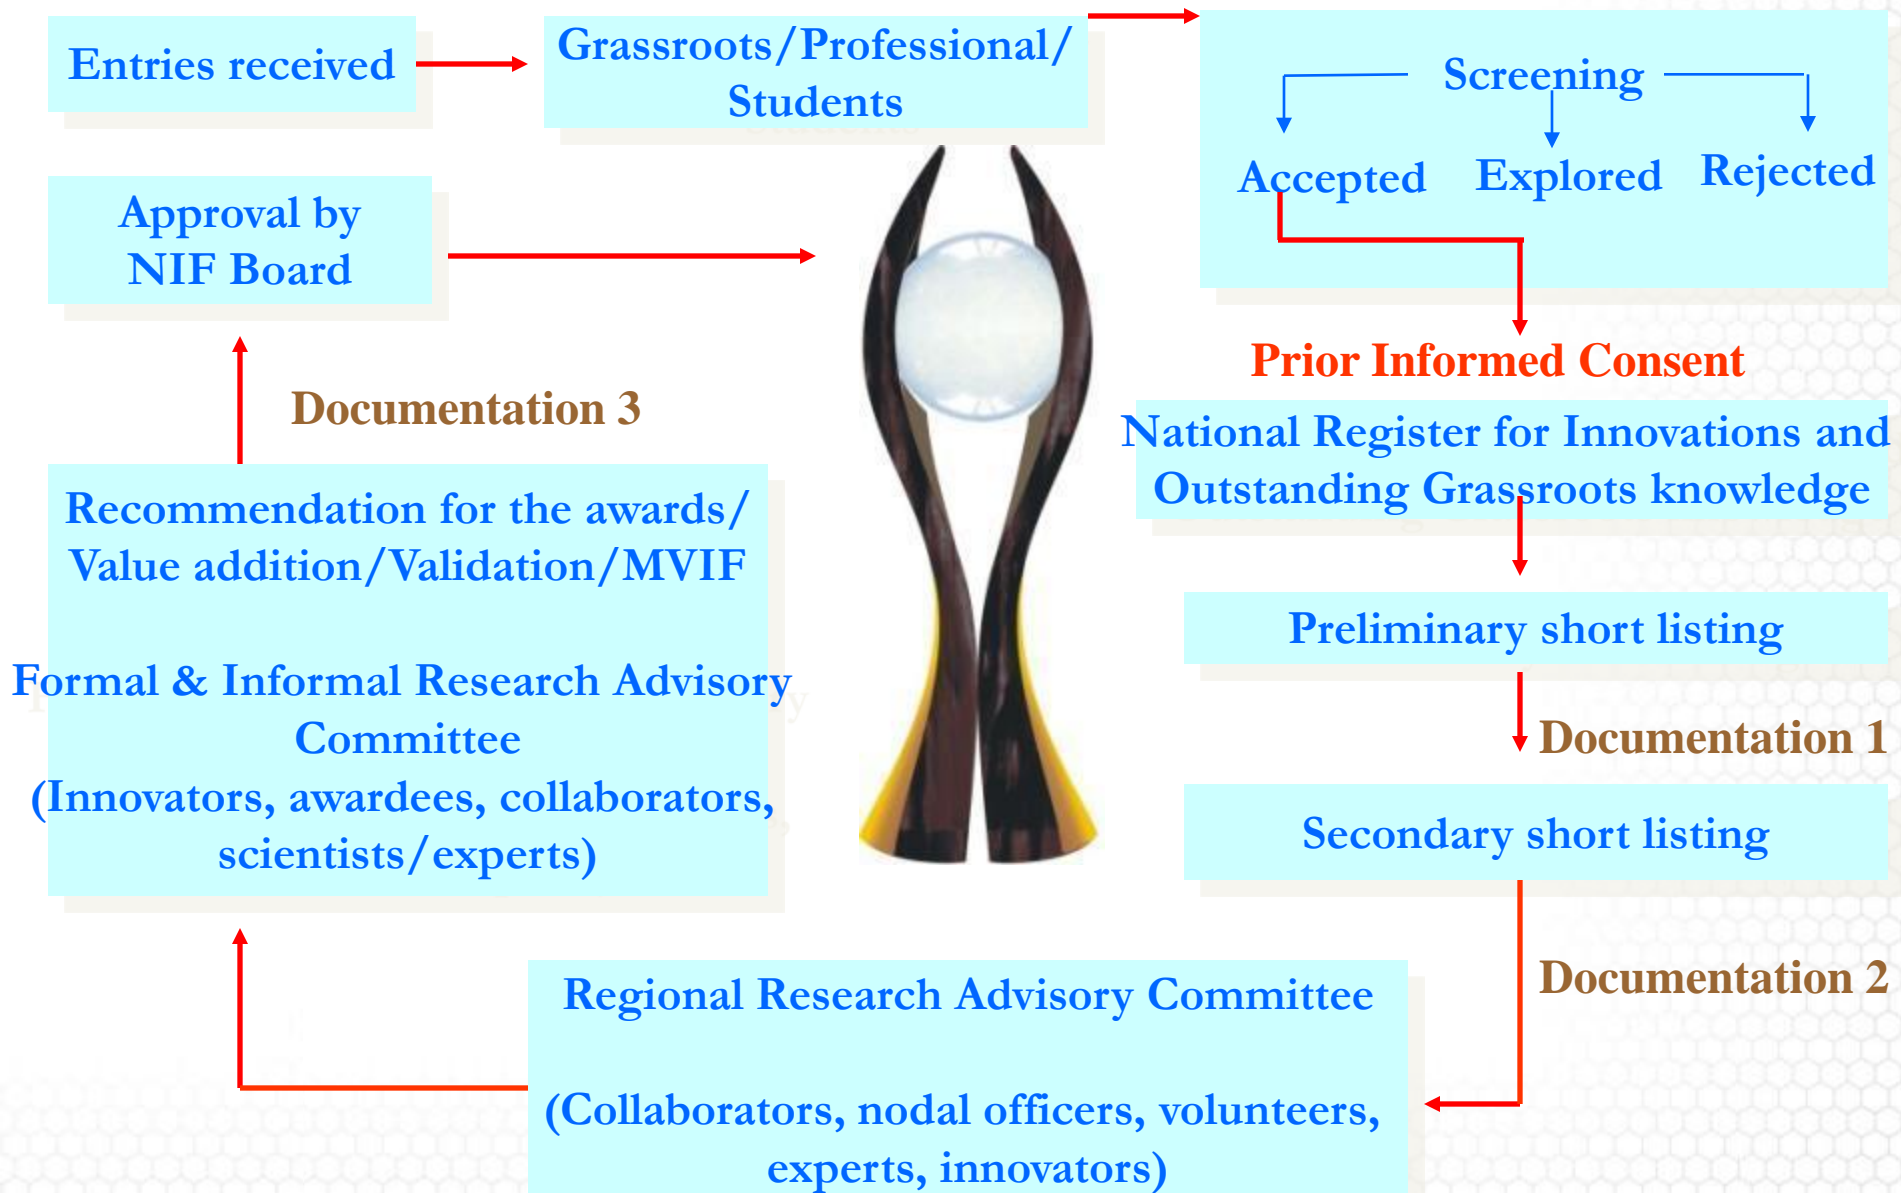 Entries received
Grassroots/Professional/
Students
Screening
Accepted
Explored
Rejected
Prior Informed Consent
National Register for Innovations and
Outstanding Grassroots knowledge
Preliminary short listing
Documentation 1
Secondary short listing
Documentation 2
Regional Research Advisory Committee
(Collaborators, nodal officers, volunteers,
experts, innovators)
Recommendation for the awards/
Value addition/Validation/MVIF
Formal & Informal Research Advisory
Committee
(Innovators, awardees, collaborators,
scientists/experts)
Documentation 3
Approval by
NIF Board